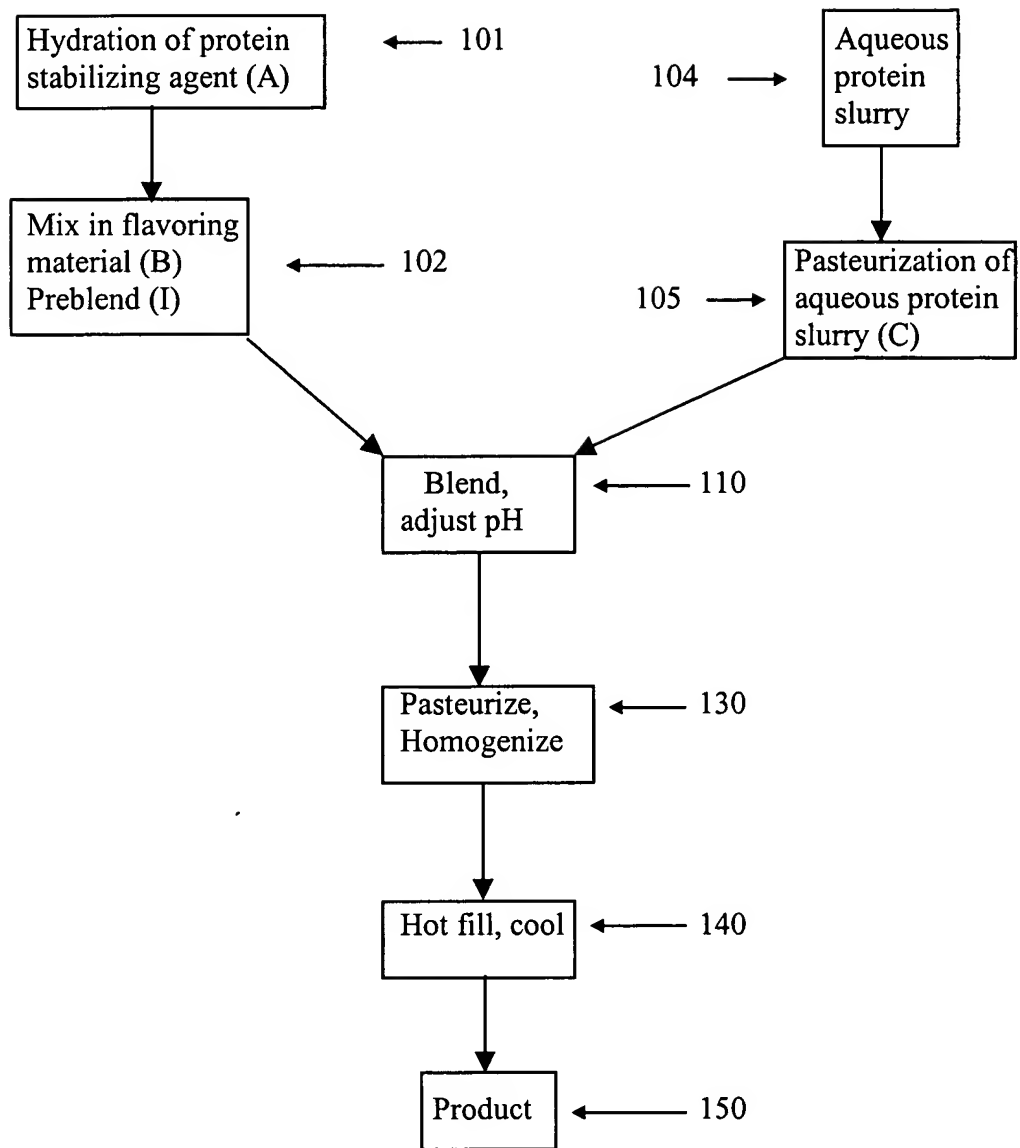 Hydration of protein
stabilizing agent (A)
101
Mix in flavoring
material (B)
Preblend (I)
102
104
Aqueous
protein
slurry
105
Pasteurization of
aqueous protein
slurry (C)
Blend,
adjust pH
110
Pasteurize,
Homogenize
130
Hot fill, cool
140
Product
150